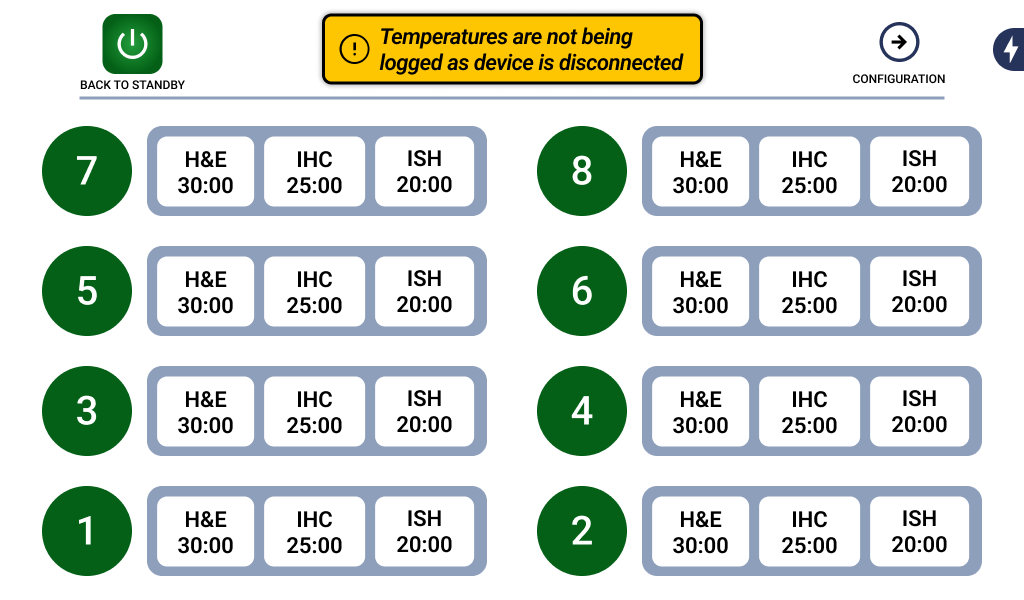 BACK TO STANDBY
Temperatures are not being
logged as device is disconnected
CONFIGURATION
7
H&E
30:00
IHC
25:00
ISH
20:00
8
H&E
30:00
IHC
25:00
ISH
20:00
5
H&E
30:00
IHC
25:00
ISH
20:00
6
H&E
30:00
IHC
25:00
ISH
20:00
3
H&E
30:00
IHC
25:00
ISH
20:00
4
H&E
30:00
IHC
25:00
ISH
20:00
1
H&E
30:00
IHC
25:00
ISH
20:00
2
H&E
30:00
IHC
25:00
ISH
20:00